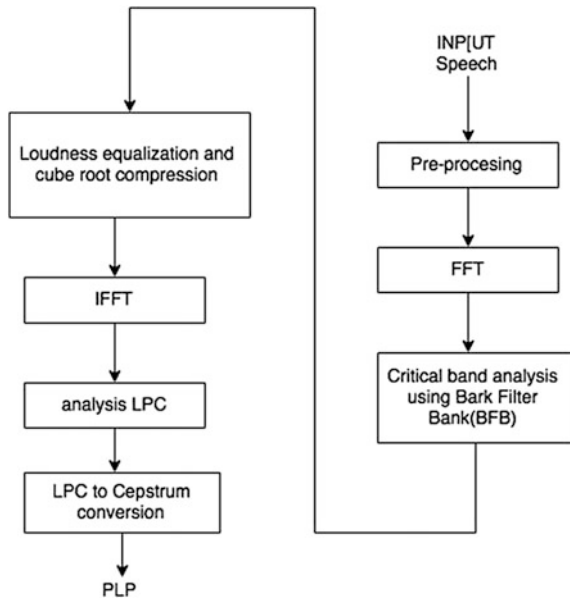 INP[UT
Speech
Pre-procesing
FFT
Critical band analysis
using Bark Filter
Bank(BFB)
Loudness equalization and
cube root compression
IFFT
analysis LPC
LPC to Cepstrum
conversion
PLP